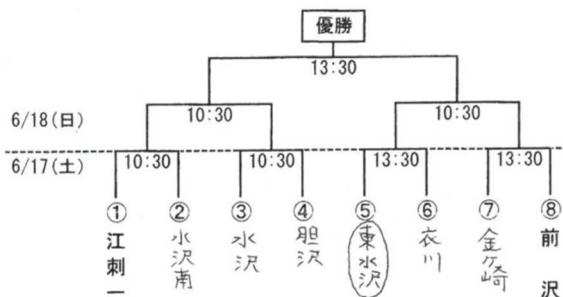 優勝
13:30
6/18(日)
10:30
10:30
6/17(土)
10:30
10:30
13:30
13:30
① 江刺一
② 水沢南
③ 水沢
④ 胆沢
⑤ 東水沢
⑥ 衣川
⑦ 金ケ崎
⑧ 前沢